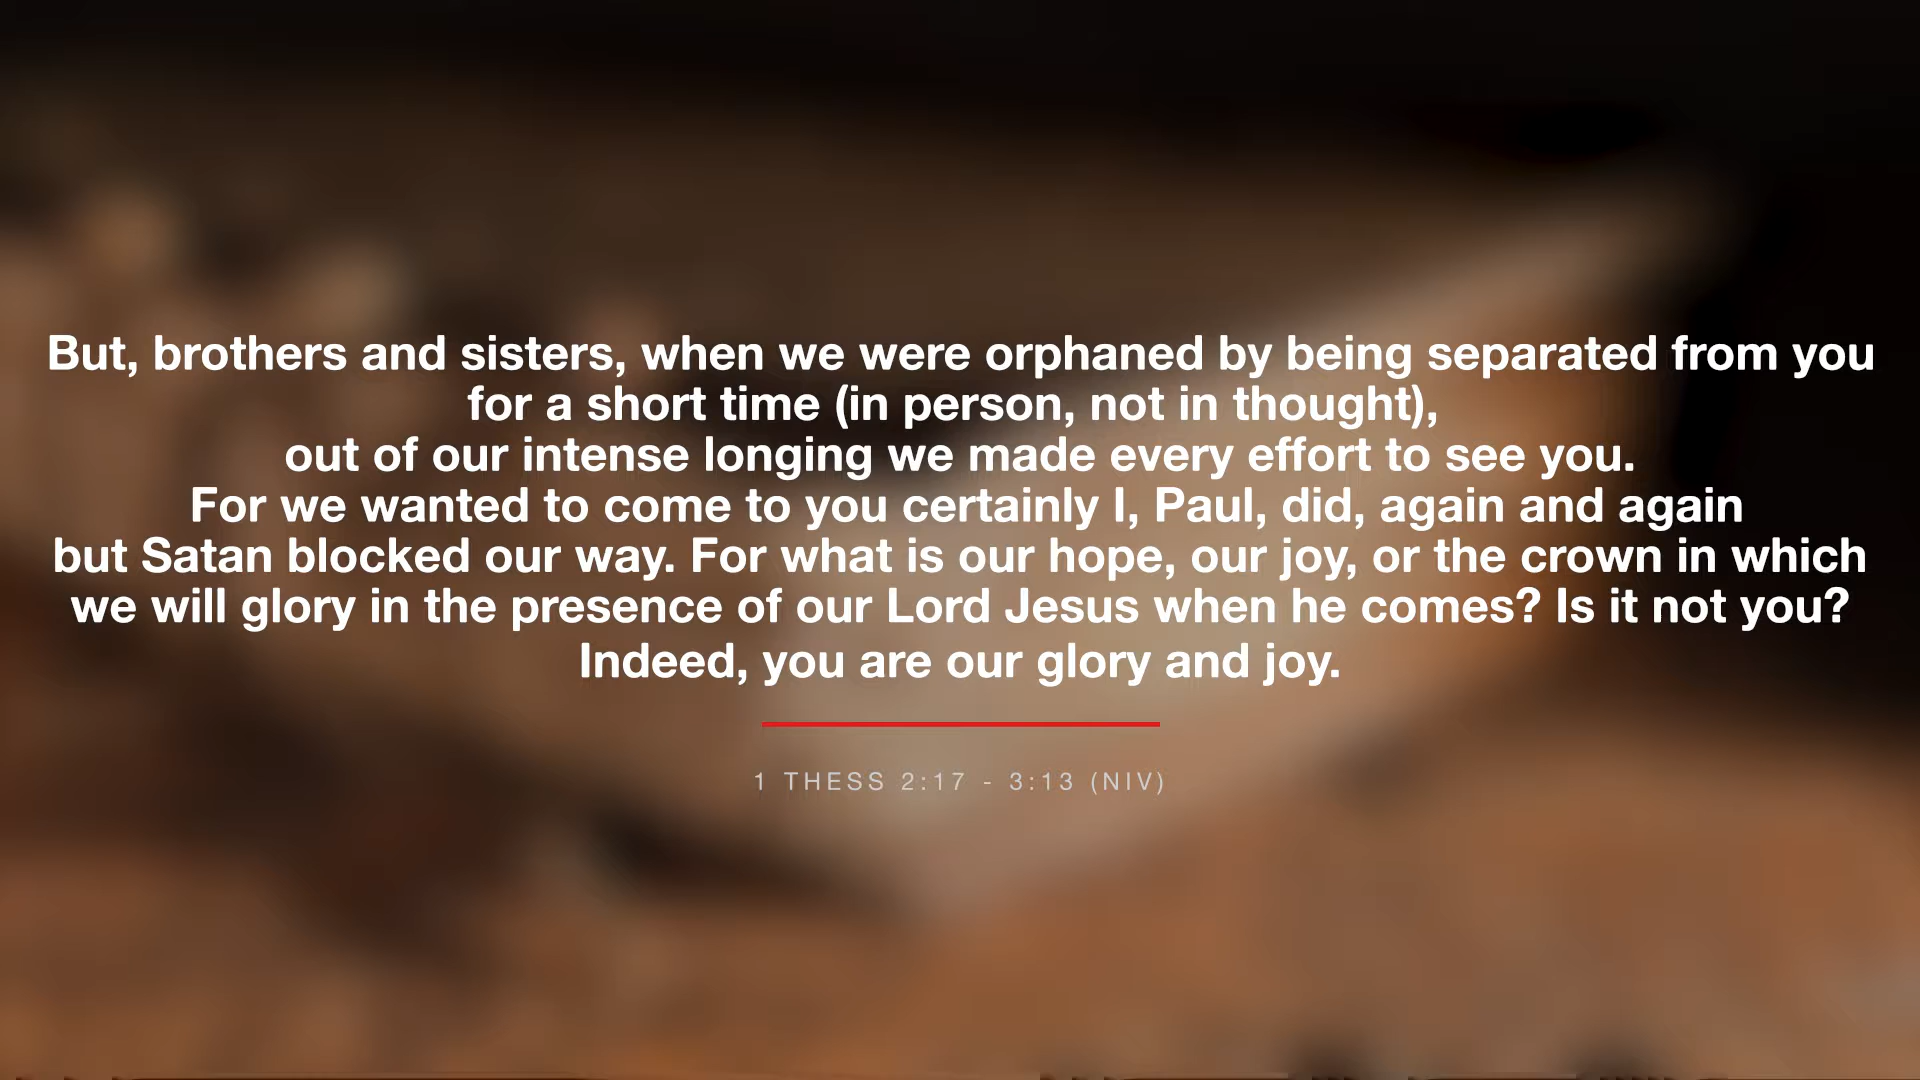 But, brothers and sisters, when we were orphaned by being separated from you
for a short time (in person, not in thought),
out of our intense longing we made every effort to see you.
For we wanted to come to you certainly I, Paul, did, again and again
but Satan blocked our way. For what is our hope, our joy, or the crown in which
we will glory in the presence of our Lord Jesus when he comes? Is it not you?
Indeed, you are our glory and joy.
1 THESS 2:17 - 3:13 (NIV)